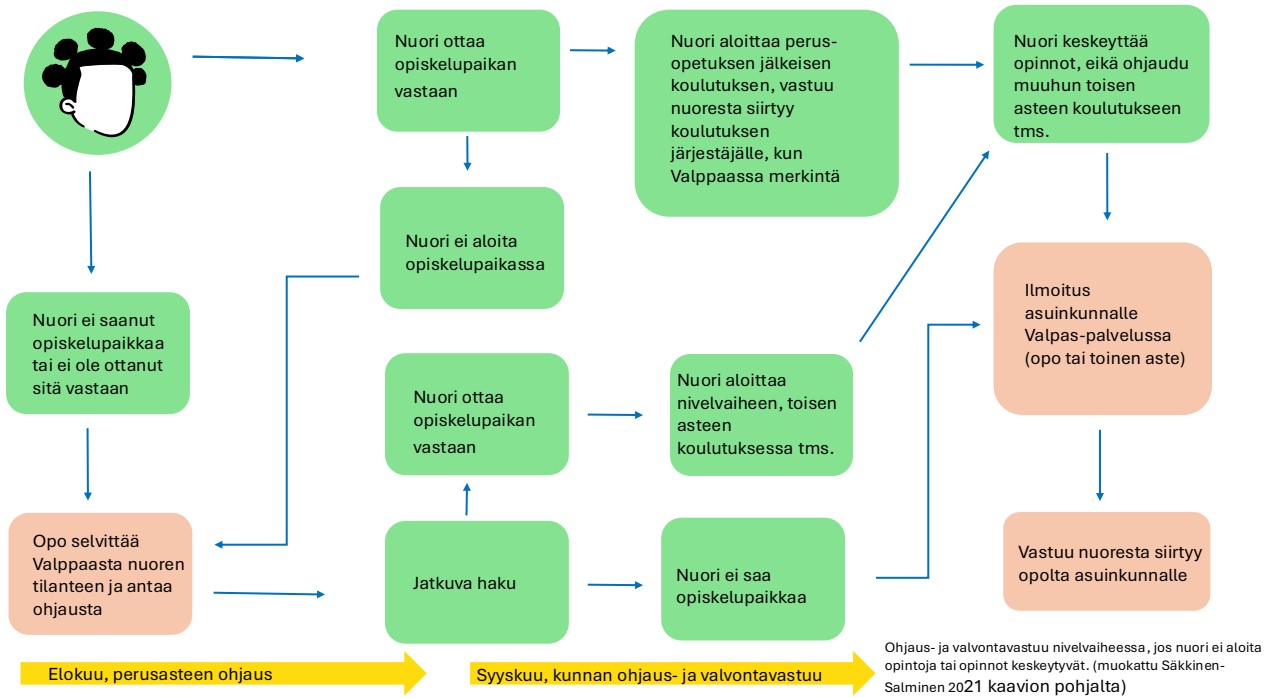 Nuori ottaa
opiskelupaikan
vastaan
Nuori aloittaa perus-
opetuksen jälkeisen
koulutuksen, vastuu
nuoresta siirtyy
koulutuksen
järjestäjälle, kun
Valppaassa merkintä
Nuori keskeyttää
opinnot, eikä ohjaudu
muuhun toisen
asteen koulutukseen
tms.
Nuori ei aloita
opiskelupaikassa
Nuori ei saanut
opiskelupaikkaa
tai ei ole ottanut
sitä vastaan
Ilmoitus
asuinkunnalle
Valpas-palvelussa
(opo tai toinen aste)
Nuori ottaa
opiskelupaikan
vastaan
Nuori aloittaa
nivelvaiheen, toisen
asteen
koulutuksessa tms.
Opo selvittää
Valppaasta nuoren
tilanteen ja antaa
ohjausta
Jatkuva haku
Nuori ei saa
opiskelupaikkaa
Vastuu nuoresta siirtyy
opolta asuinkunnalle
Elokuu, perusasteen ohjaus
Syyskuu, kunnan ohjaus- ja valvontavastuu
Ohjaus- ja valvontavastuu nivelvaiheessa, jos nuori ei aloita
opintoja tai opinnot keskeytyvät. (muokattu Säkkinen-
Salminen 2021 kaavion pohjalta)